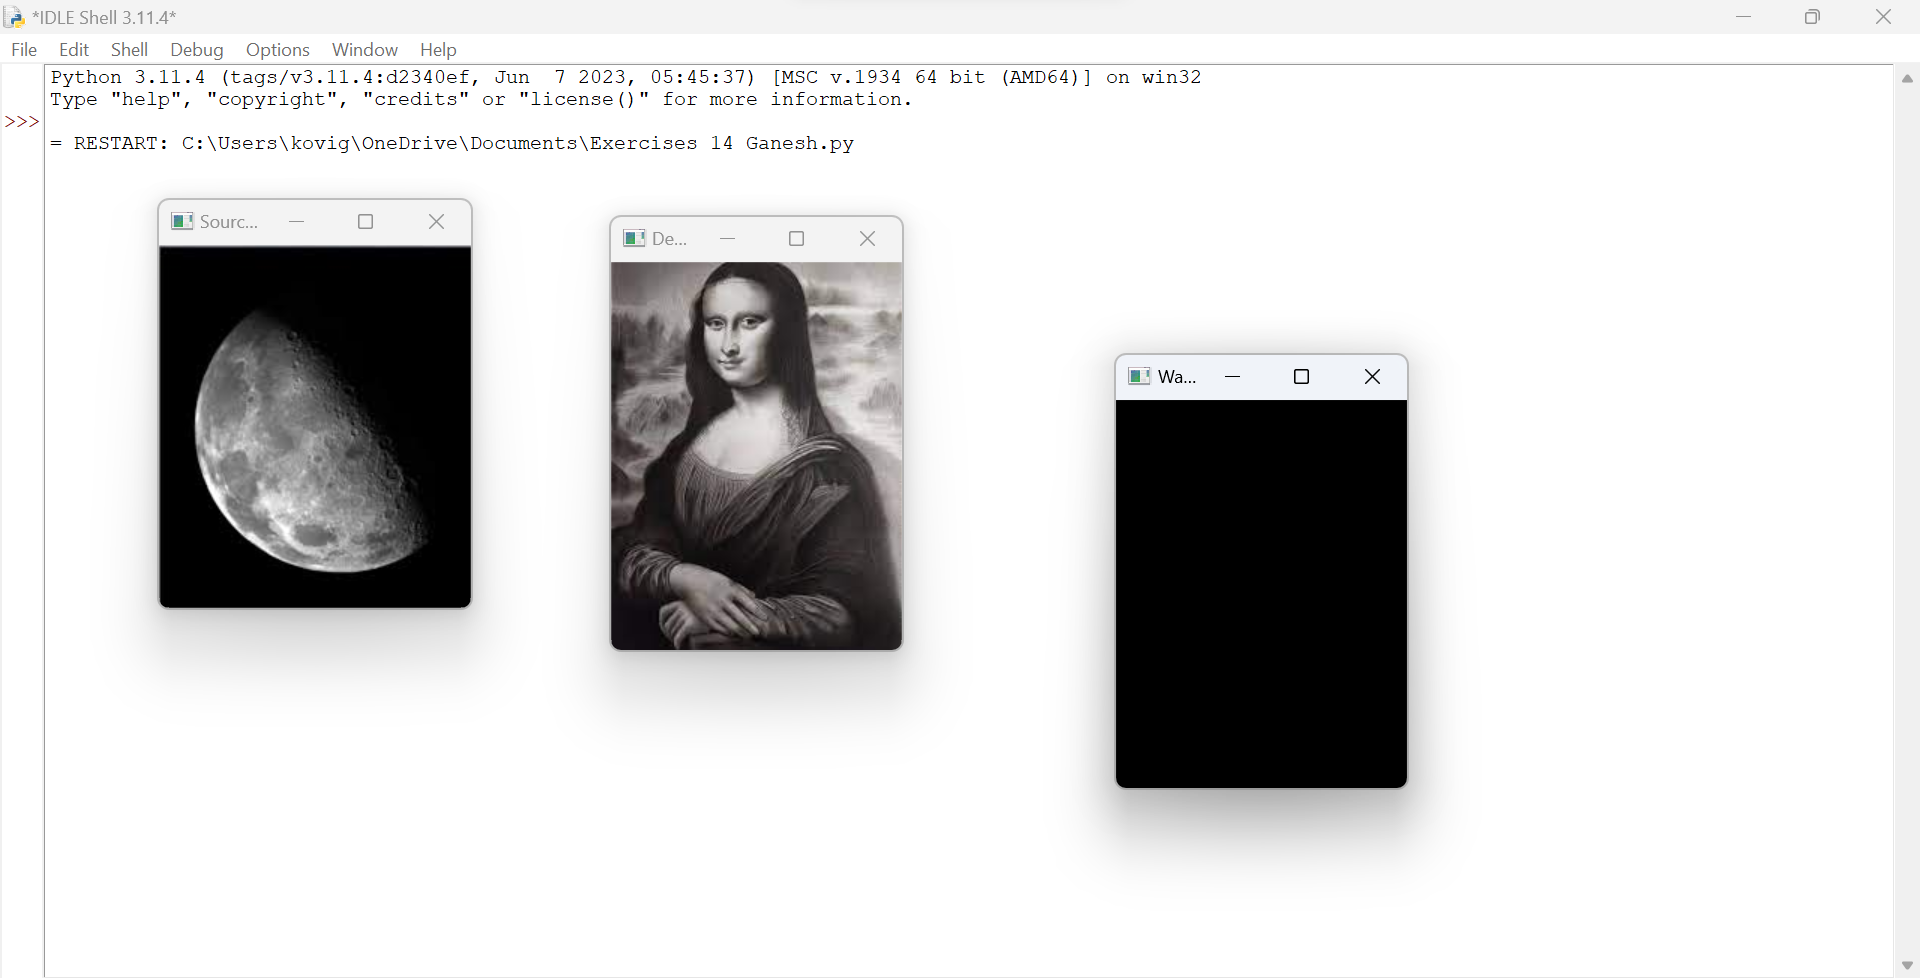 *IDLE Shell 3.11.4*
File Edit Shell Debug Options Window Help
Python 3.11.4 (tags/v3.11.4:d2340ef, Jun  7 2023, 05:45:37) [MSC v.1934 64 bit (AMD64)] on win32
Type "help", "copyright", "credits" or "license()" for more information.
>>>
= RESTART: C:\Users\kovig\OneDrive\Documents\Exercises 14 Ganesh.py
Sourc...
De...
Wa...